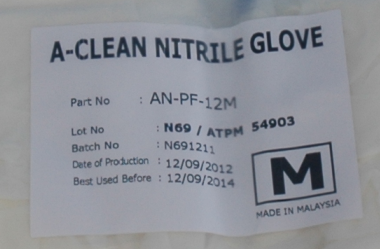 A-CLEAN NITRILE GLOVE
Part No : AN-PF-12M
Lot No : N69 / ATPM 54903
Batch No : N691211
Date of Production : 12/09/2012
Best Used Before : 12/09/2014
M
MADE IN MALAYSIA